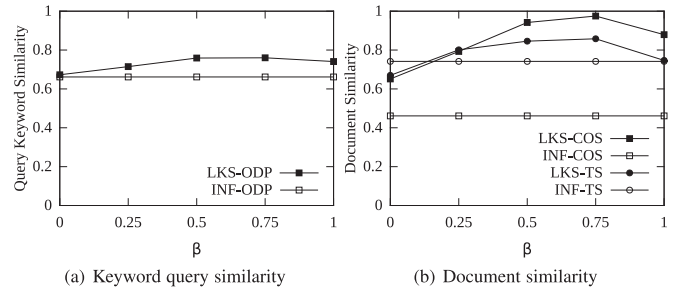 1
0.8
0.6
0.4
0.2
0
Query Keyword Similarity
LKS-ODP
INF-ODP
0 0.25 0.5 0.75 1
β
(a) Keyword query similarity
1
0.8
0.6
0.4
0.2
0
Document Similarity
LKS-COS
INF-COS
LKS-TS
INF-TS
0 0.25 0.5 0.75 1
β
(b) Document similarity